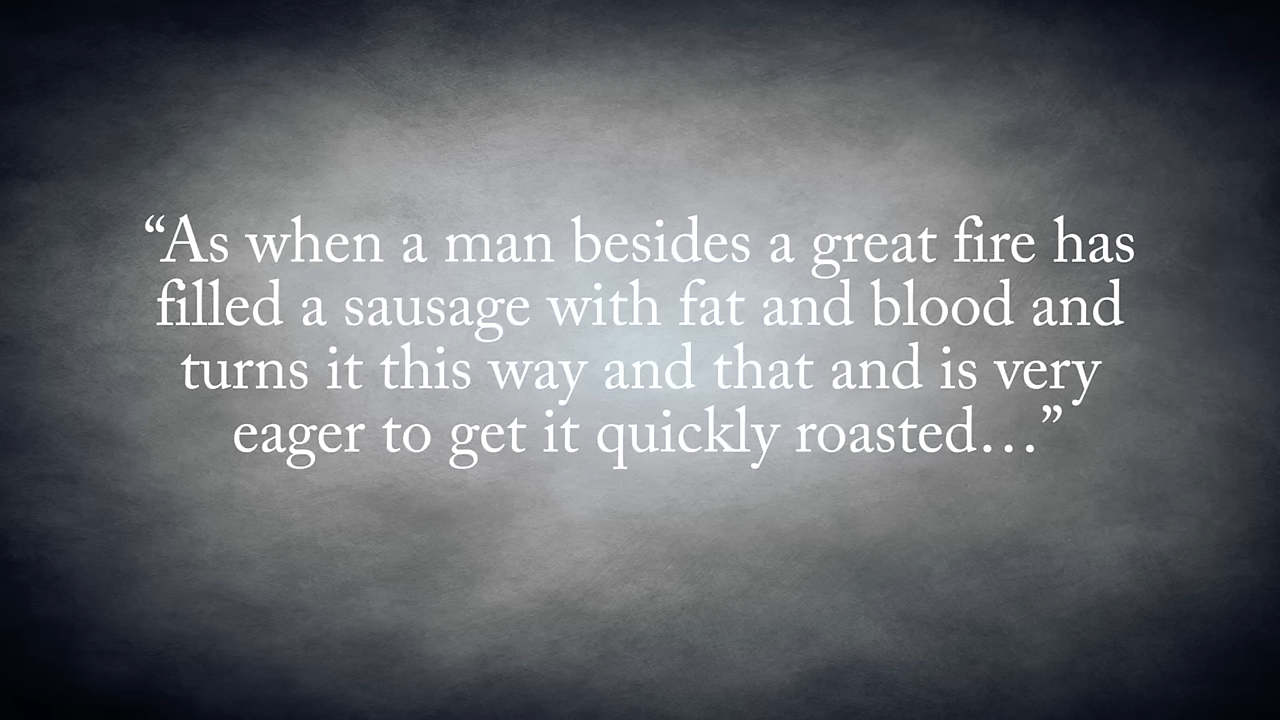 “As when a man besides a great fire has
filled a sausage with fat and blood and
turns it this way and that and is very
eager to get it quickly roasted…”